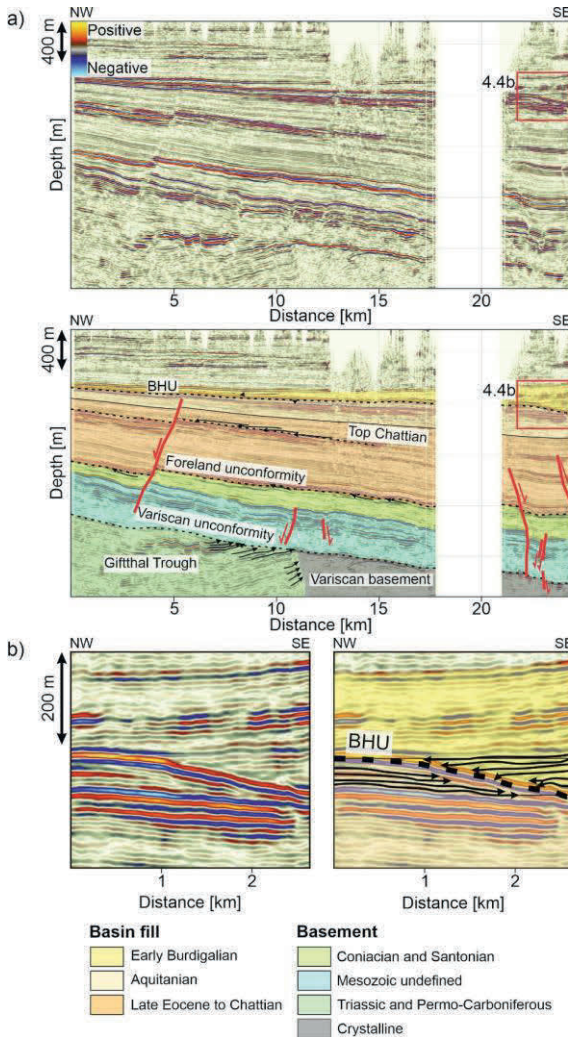 a)
NW
SE
400 m
Positive
Negative
4.4b
Depth [m]
5
10
15
20
Distance [km]
NW
SE
400 m
BHU
4.4b
Top Chattian
Depth [m]
Foreland unconformity
Variscan unconformity
Giftthal Trough
Variscan basement
5
10
15
20
Distance [km]
b)
NW
SE
NW
SE
200 m
BHU
1
2
1
2
Distance [km]
Distance [km]
Basin fill
Basement
Early Burdigalian
Coniacian and Santonian
Aquitanian
Mesozoic undefined
Late Eocene to Chattian
Triassic and Permo-Carboniferous
Crystalline